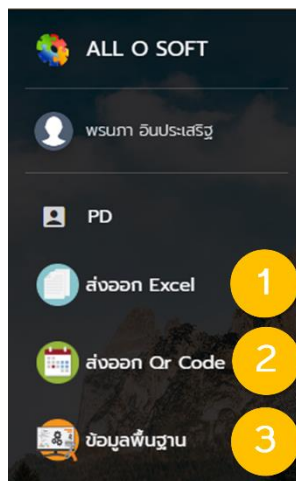 ALL O SOFT
พรนภา อินประเสริฐ
PD
ส่งออก Excel 1
ส่งออก Qr Code 2
ข้อมูลพื้นฐาน 3